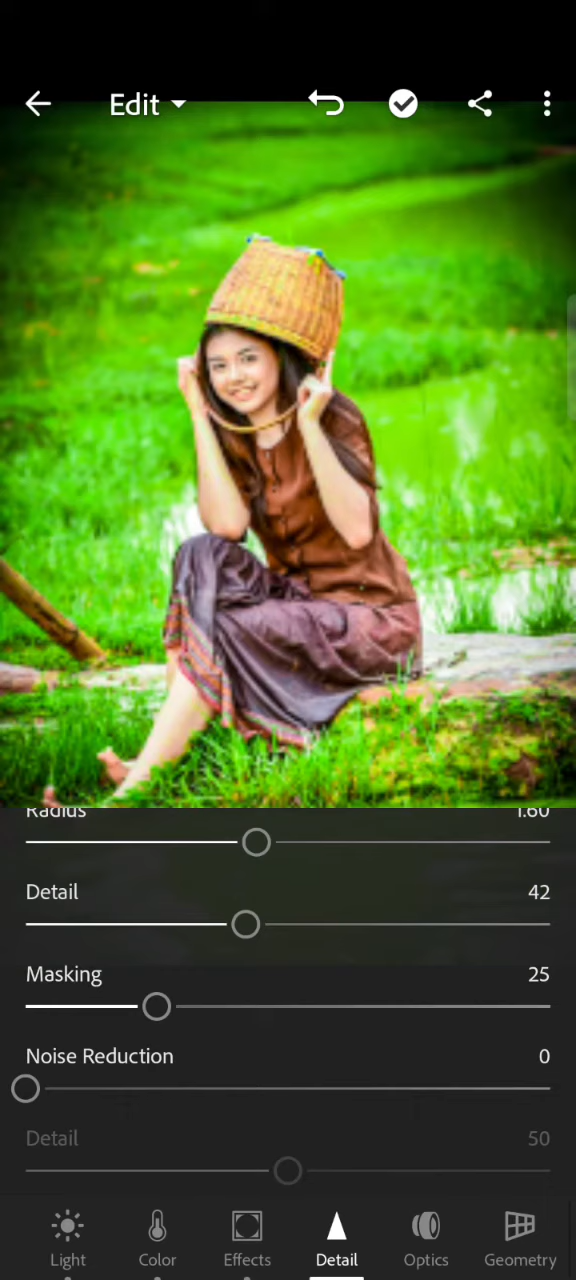 Edit
Radius 1.60
Detail 42
Masking 25
Noise Reduction 0
Detail 50
Light Color Effects Detail Optics Geometry